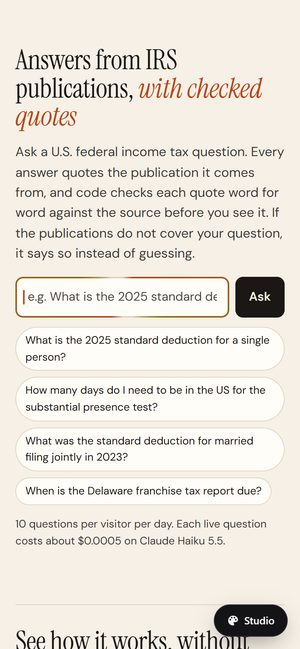 Answers from IRS
publications, with checked
quotes
Ask a U.S. federal income tax question. Every
answer quotes the publication it comes
from, and code checks each quote word for
word against the source before you see it. If
the publications do not cover your question,
it says so instead of guessing.
e.g. What is the 2025 standard de
Ask
What is the 2025 standard deduction for a single
person?
How many days do I need to be in the US for the
substantial presence test?
What was the standard deduction for married
filing jointly in 2023?
When is the Delaware franchise tax report due?
10 questions per visitor per day. Each live question
costs about $0.0005 on Claude Haiku 5.5.
Studio
See how it works, without